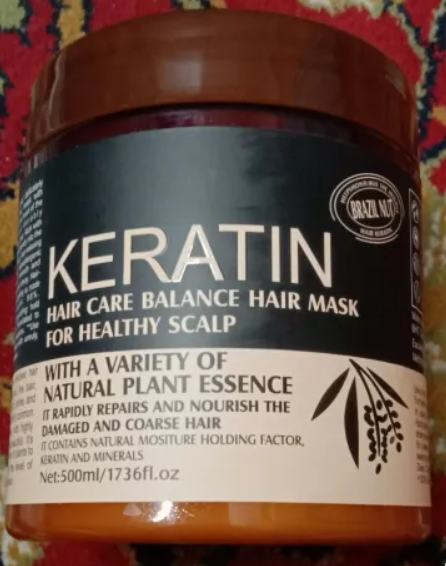 BRAZIL NUT
HAIR KERATIN
KERATIN
HAIR CARE BALANCE HAIR MASK
FOR HEALTHY SCALP
WITH A VARIETY OF
NATURAL PLANT ESSENCE
IT RAPIDLY REPAIRS AND NOURISH THE
DAMAGED AND COARSE HAIR
IT CONTAINS NATURAL MOSITURE HOLDING FACTOR,
KERATIN AND MINERALS
Net:500ml/1736fl.oz